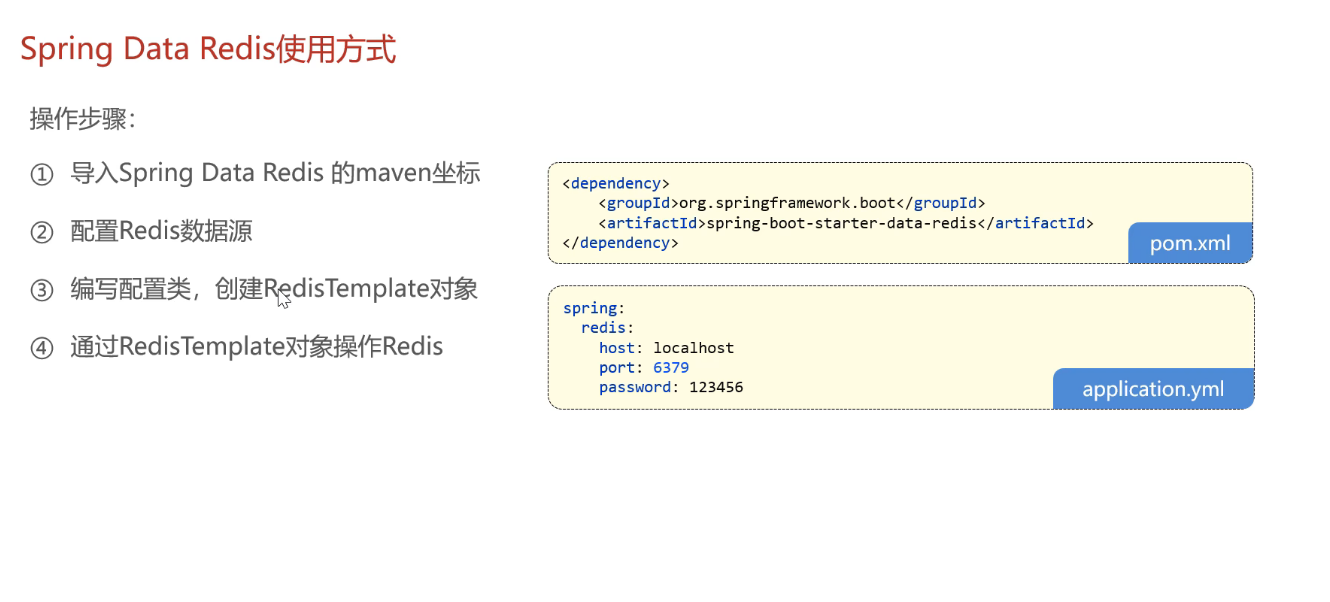 Spring Data Redis使用方式
操作步骤：
① 导入Spring Data Redis 的maven坐标
② 配置Redis数据源
③ 编写配置类，创建RedisTemplate对象
④ 通过RedisTemplate对象操作Redis
<dependency>
    <groupId>org.springframework.boot</groupId>
    <artifactId>spring-boot-starter-data-redis</artifactId>
</dependency>
pom.xml
spring:
  redis:
    host: localhost
    port: 6379
    password: 123456
application.yml